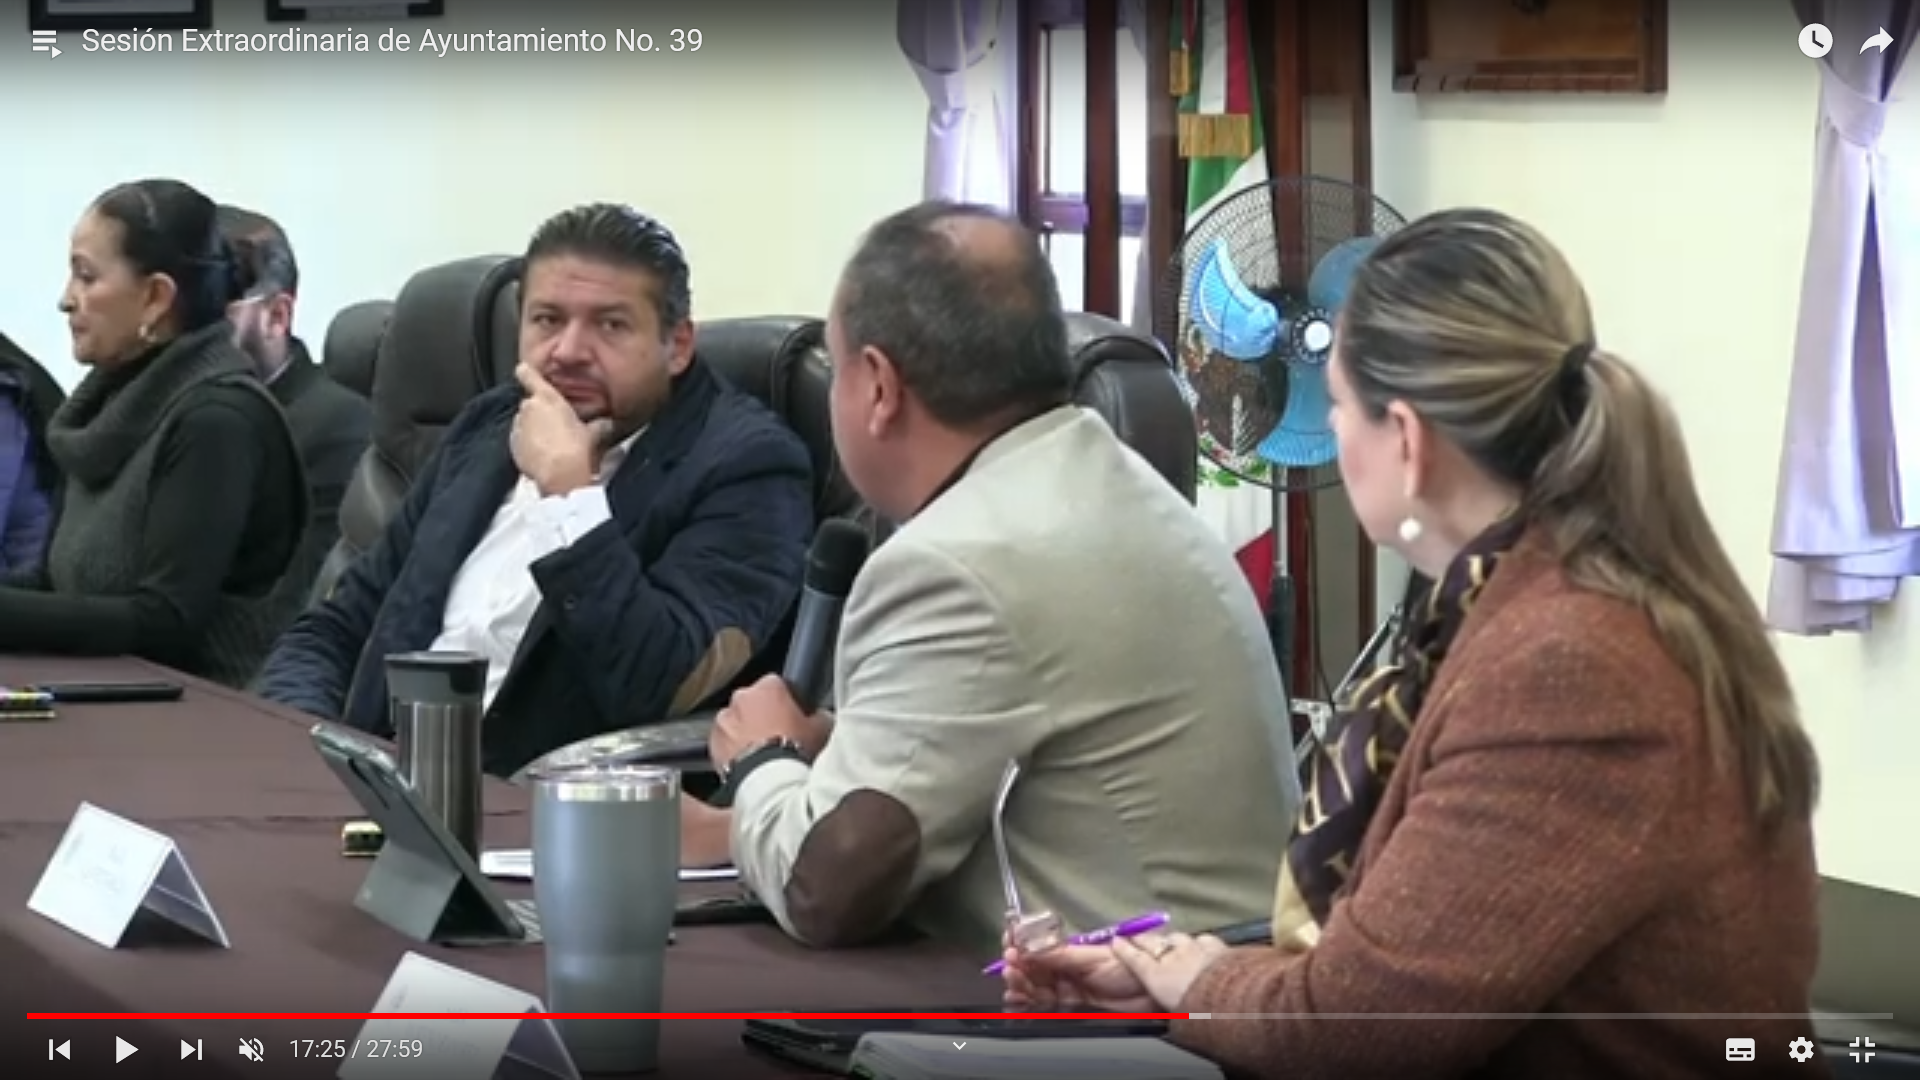 Sesión Extraordinaria de Ayuntamiento No. 39
17:25 / 27:59